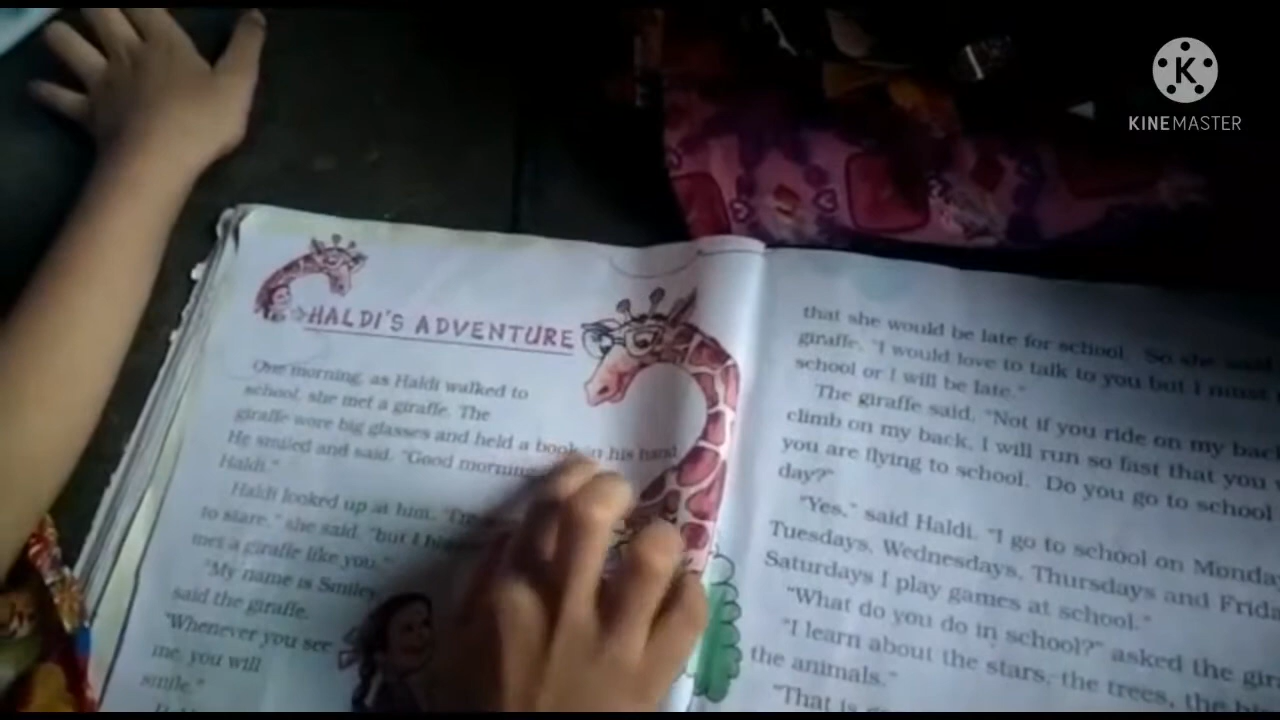 HALDI'S ADVENTURE
One morning, as Haldi walked to
school, she met a giraffe. The
giraffe wore big glasses and held a book in his hand
He smiled and said, "Good morning
Haldi."
Haldi looked up at him.
to stare," she said, "but I
met a giraffe like you."
"My name is Smiley
said the giraffe.
"Whenever you see
me, you will
smile."
that she would be late for school. So she said
giraffe, "I would love to talk to you but I must
school or I will be late."
The giraffe said, "Not if you ride on my back
climb on my back, I will run so fast that you
you are flying to school. Do you go to school
day?"
"Yes," said Haldi. "I go to school on Monda
Tuesdays, Wednesdays, Thursdays and Frida
Saturdays I play games at school."
"What do you do in school?" asked the gir
"I learn about the stars, the trees, the
the animals."
"That is
K
KINEMASTER